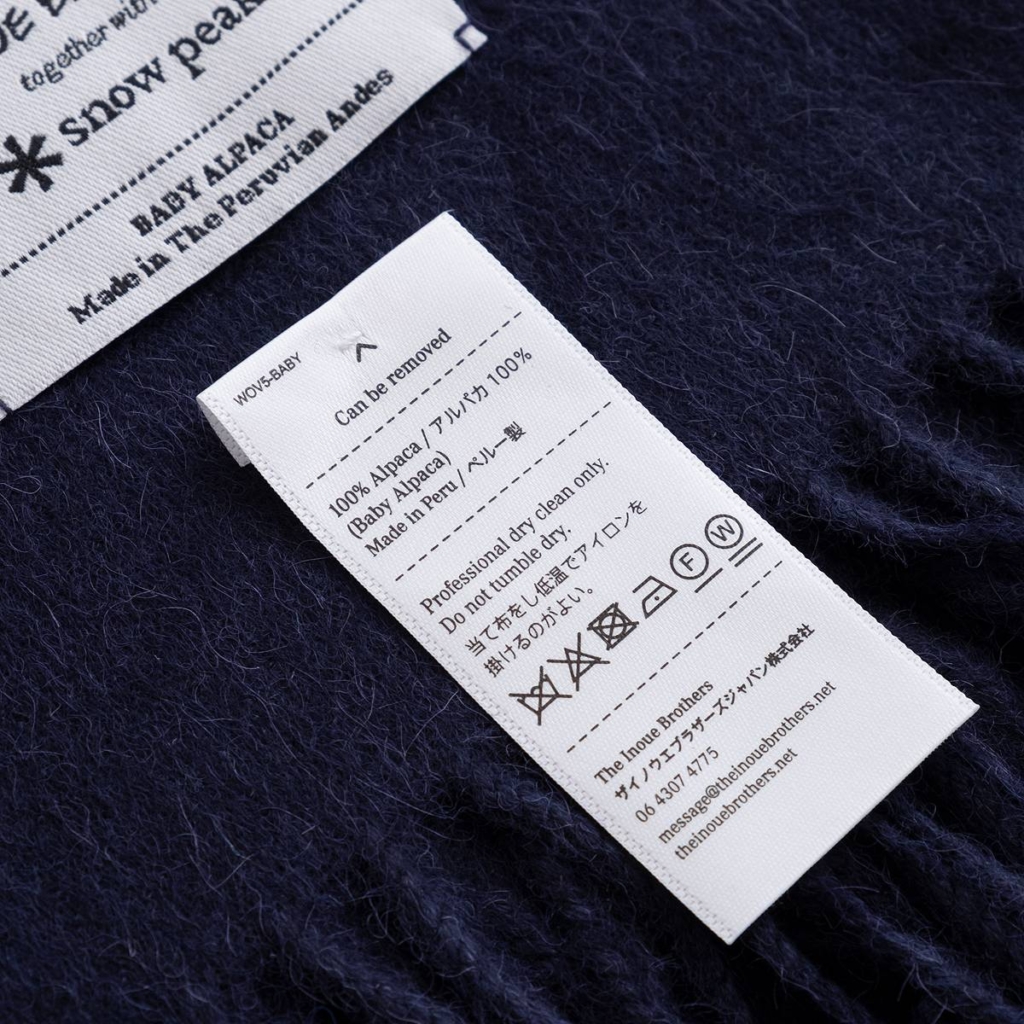 together with
snow peak
BABY ALPACA
Made in The Peruvian Andes
WOV5-BABY
Can be removed
100% Alpaca / アルパカ 100%
(Baby Alpaca)
Made in Peru / ペルー製
Professional dry clean only.
Do not tumble dry.
当て布をし低温でアイロンを
掛けるのがよい。
F W
The Inoue Brothers
ザイノウエブラザーズジャパン株式会社
06 4307 4775
message@theinouebrothers.net
theinouebrothers.net